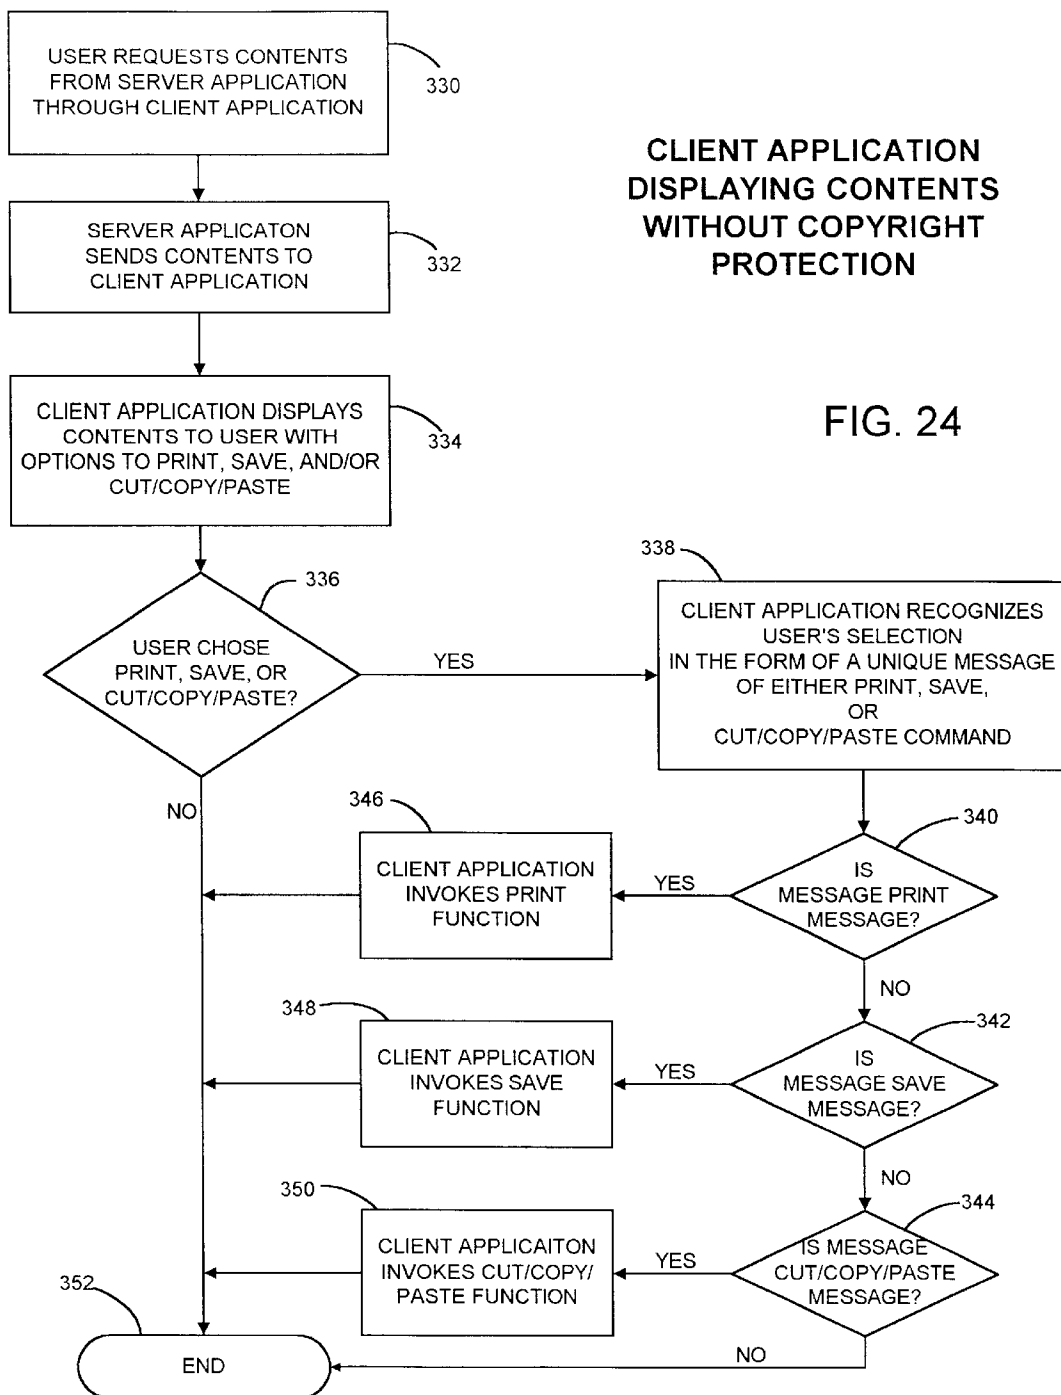 USER REQUESTS CONTENTS
FROM SERVER APPLICATION
THROUGH CLIENT APPLICATION
330
CLIENT APPLICATION
DISPLAYING CONTENTS
WITHOUT COPYRIGHT
PROTECTION
SERVER APPLICATON
SENDS CONTENTS TO
CLIENT APPLICATION
332
CLIENT APPLICATION DISPLAYS
CONTENTS TO USER WITH
OPTIONS TO PRINT, SAVE, AND/OR
CUT/COPY/PASTE
334
FIG. 24
336
USER CHOSE
PRINT, SAVE, OR
CUT/COPY/PASTE?
YES
NO
338
CLIENT APPLICATION RECOGNIZES
USER'S SELECTION
IN THE FORM OF A UNIQUE MESSAGE
OF EITHER PRINT, SAVE,
OR
CUT/COPY/PASTE COMMAND
340
IS
MESSAGE PRINT
MESSAGE?
YES
NO
346
CLIENT APPLICATION
INVOKES PRINT
FUNCTION
342
IS
MESSAGE SAVE
MESSAGE?
YES
NO
348
CLIENT APPLICATION
INVOKES SAVE
FUNCTION
344
IS MESSAGE
CUT/COPY/PASTE
MESSAGE?
YES
NO
350
CLIENT APPLICAITON
INVOKES CUT/COPY/
PASTE FUNCTION
352
END